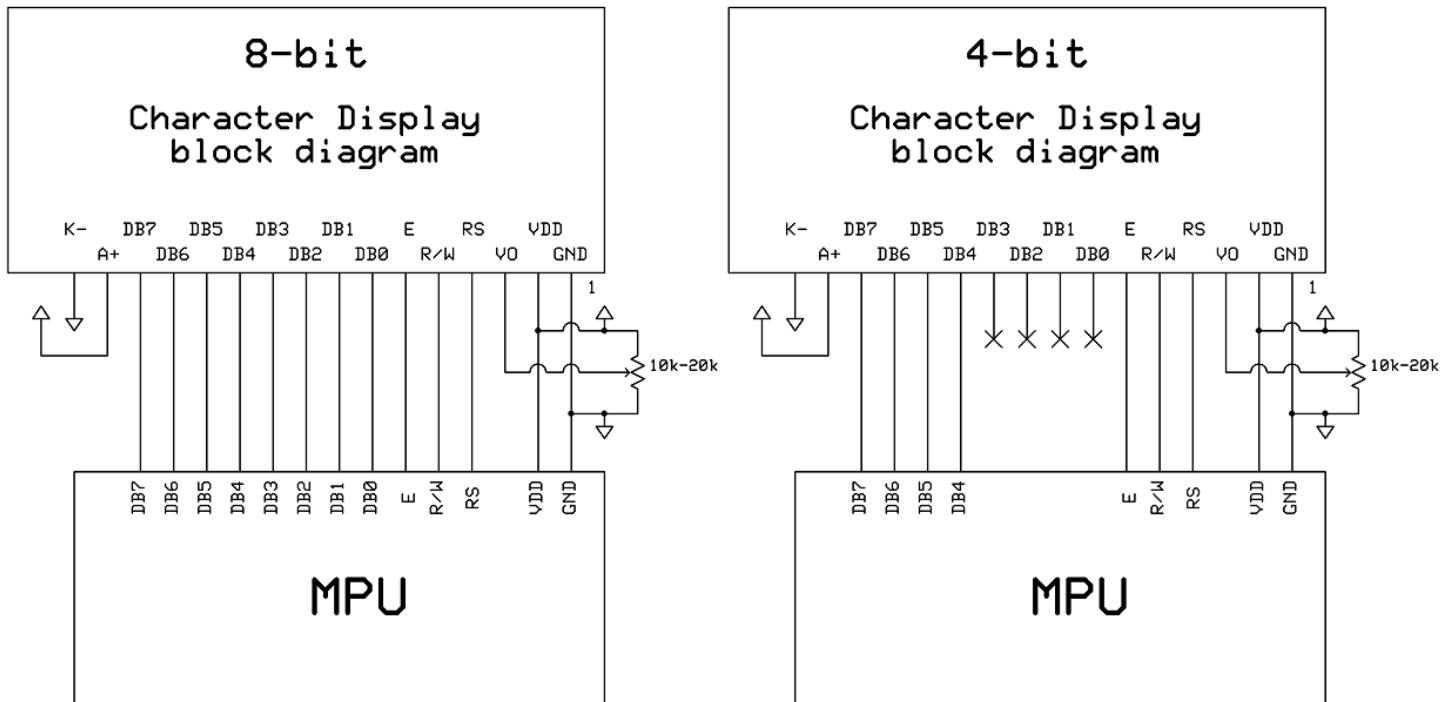 8-bit
Character Display
block diagram
K- DB7 DB5 DB3 DB1 E RS VDD
A+ DB6 DB4 DB2 DB0 R/W VO GND
1
10k-20k
DB7 DB6 DB5 DB4 DB3 DB2 DB1 DB0 E R/W RS VDD GND
MPU
4-bit
Character Display
block diagram
K- DB7 DB5 DB3 DB1 E RS VDD
A+ DB6 DB4 DB2 DB0 R/W VO GND
1
10k-20k
DB7 DB6 DB5 DB4 E R/W RS VDD GND
MPU